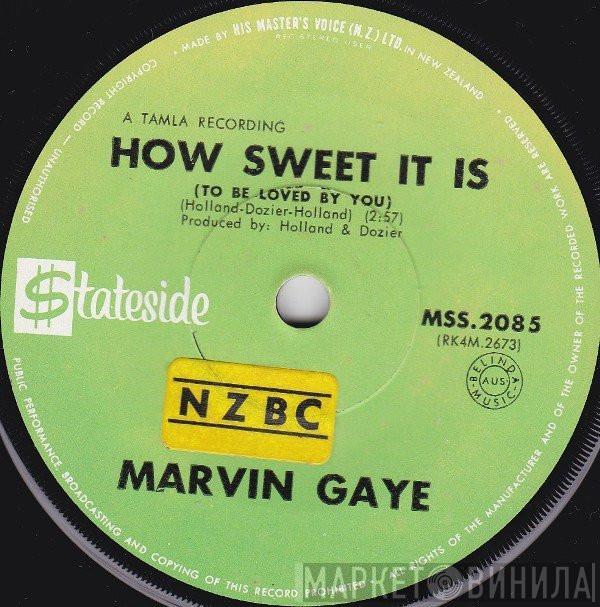 MADE BY HIS MASTER'S VOICE (N.Z.) LTD. IN NEW ZEALAND
REGISTERED USER
COPYRIGHT RECORD — UNAUTHORISED
PUBLIC PERFORMANCE, BROADCASTING AND COPYING OF THIS RECORD PROHIBITED — ALL RIGHTS OF THE MANUFACTURER AND OF THE OWNER OF THE RECORDED WORK ARE RESERVED
A TAMLA RECORDING
HOW SWEET IT IS
(TO BE LOVED BY YOU)
(Holland-Dozier-Holland) (2:57)
Produced by: Holland & Dozier
$tateside
MSS.2085
(RK4M.2673)
BELINDA
AUS
MUSIC
NZBC
MARVIN GAYE
МАРКЕТ ВИНИЛА